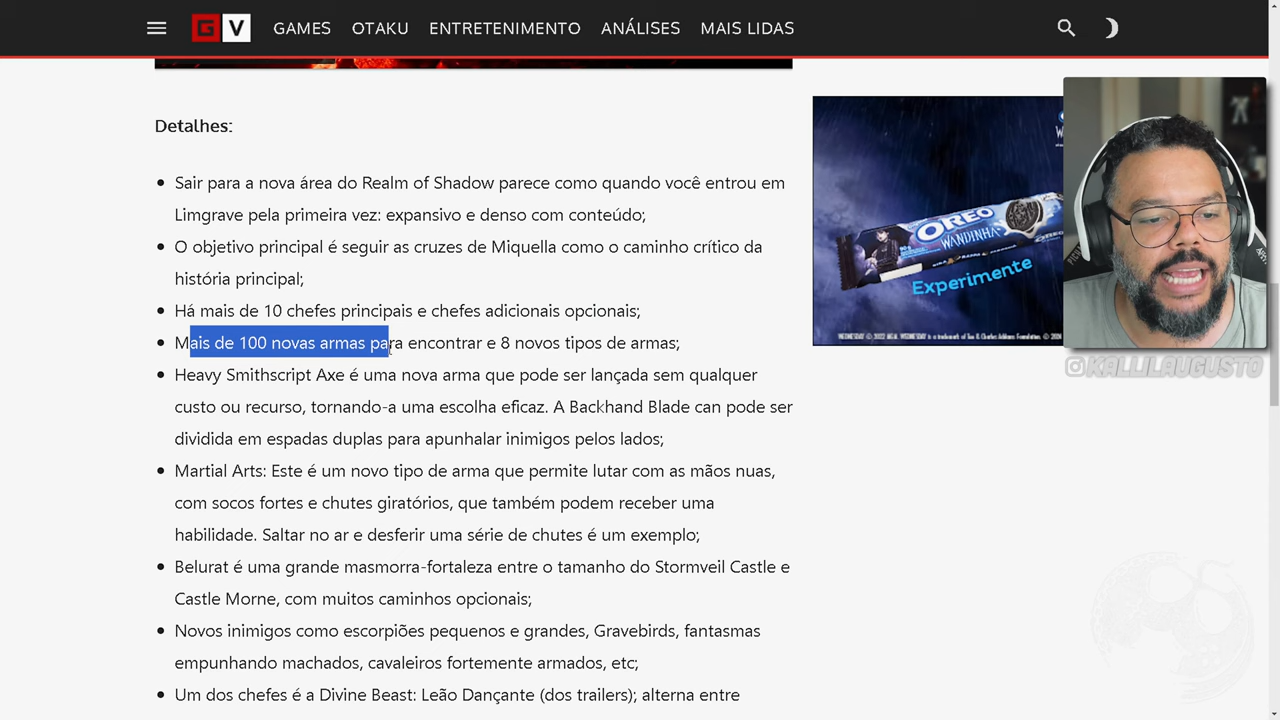 G V GAMES OTAKU ENTRETENIMENTO ANÁLISES MAIS LIDAS
Detalhes:
Sair para a nova área do Realm of Shadow parece como quando você entrou em
Limgrave pela primeira vez: expansivo e denso com conteúdo;
O objetivo principal é seguir as cruzes de Miquella como o caminho crítico da
história principal;
Há mais de 10 chefes principais e chefes adicionais opcionais;
Mais de 100 novas armas para encontrar e 8 novos tipos de armas;
Heavy Smithscript Axe é uma nova arma que pode ser lançada sem qualquer
custo ou recurso, tornando-a uma escolha eficaz. A Backhand Blade can pode ser
dividida em espadas duplas para apunhalar inimigos pelos lados;
Martial Arts: Este é um novo tipo de arma que permite lutar com as mãos nuas,
com socos fortes e chutes giratórios, que também podem receber uma
habilidade. Saltar no ar e desferir uma série de chutes é um exemplo;
Belurat é uma grande masmorra-fortaleza entre o tamanho do Stormveil Castle e
Castle Morne, com muitos caminhos opcionais;
Novos inimigos como escorpiões pequenos e grandes, Gravebirds, fantasmas
empunhando machados, cavaleiros fortemente armados, etc;
Um dos chefes é a Divine Beast: Leão Dançante (dos trailers); alterna entre
OREO
WANDINHA
Experimente
@KALLILAUGUSTO